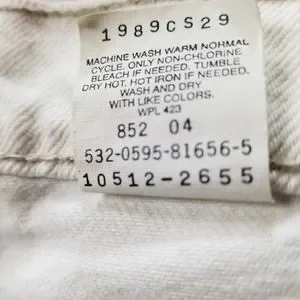 1989CS29
MACHINE WASH WARM NORMAL
CYCLE. ONLY NON-CHLORINE
BLEACH IF NEEDED. TUMBLE
DRY HOT. HOT IRON IF NEEDED.
WASH AND DRY
WITH LIKE COLORS.
WPL 423
852 04
532-0595-81656-5
10512-2655